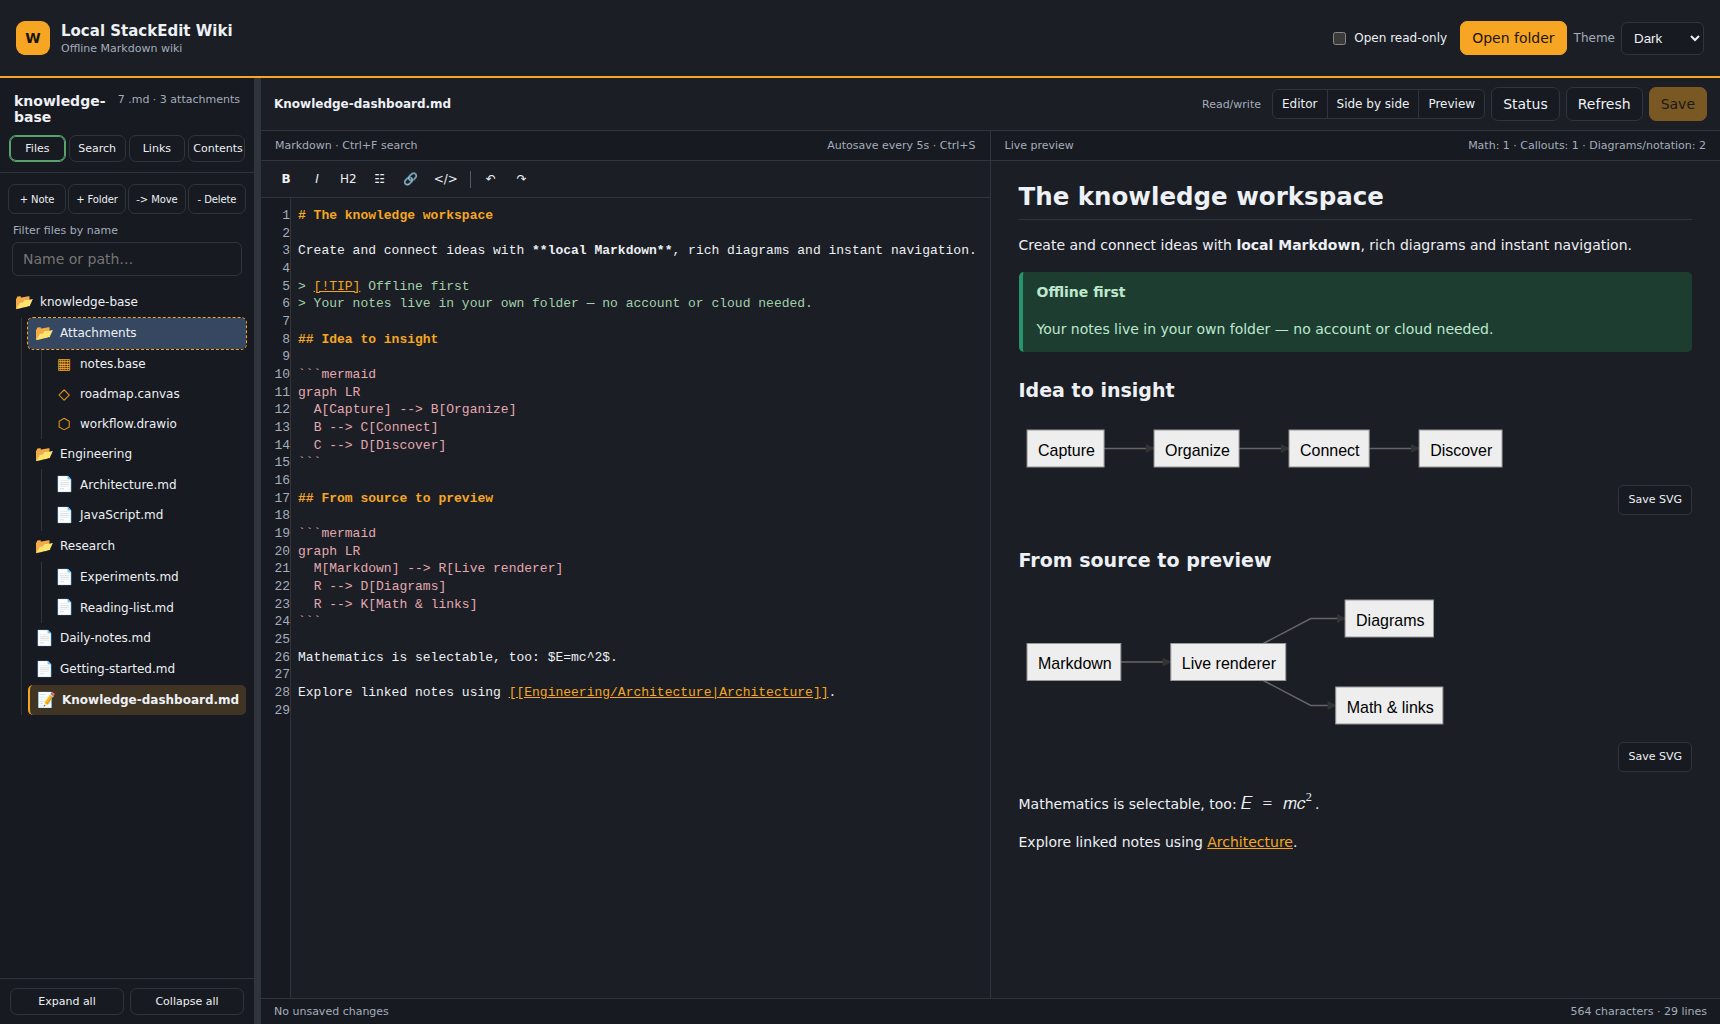 W
Local StackEdit Wiki
Offline Markdown wiki
Open read-only
Open folder
Theme
Dark
knowledge-
base
7 .md · 3 attachments
Files
Search
Links
Contents
+ Note
+ Folder
-> Move
- Delete
Filter files by name
Name or path...
knowledge-base
Attachments
notes.base
roadmap.canvas
workflow.drawio
Engineering
Architecture.md
JavaScript.md
Research
Experiments.md
Reading-list.md
Daily-notes.md
Getting-started.md
Knowledge-dashboard.md
Expand all
Collapse all
Knowledge-dashboard.md
Read/write
Editor
Side by side
Preview
Status
Refresh
Save
Markdown · Ctrl+F search
Autosave every 5s · Ctrl+S
B
I
H2
</>
1 # The knowledge workspace
2
3 Create and connect ideas with **local Markdown**, rich diagrams and instant navigation.
4
5 > [!TIP] Offline first
6 > Your notes live in your own folder — no account or cloud needed.
7
8 ## Idea to insight
9
10 ```mermaid
11 graph LR
12   A[Capture] --> B[Organize]
13   B --> C[Connect]
14   C --> D[Discover]
15 ```
16
17 ## From source to preview
18
19 ```mermaid
20 graph LR
21   M[Markdown] --> R[Live renderer]
22   R --> D[Diagrams]
23   R --> K[Math & links]
24 ```
25
26 Mathematics is selectable, too: $E=mc^2$.
27
28 Explore linked notes using [[Engineering/Architecture|Architecture]].
29
Live preview
Math: 1 · Callouts: 1 · Diagrams/notation: 2
The knowledge workspace
Create and connect ideas with local Markdown, rich diagrams and instant navigation.
Offline first
Your notes live in your own folder — no account or cloud needed.
Idea to insight
Capture
Organize
Connect
Discover
Save SVG
From source to preview
Diagrams
Markdown
Live renderer
Math & links
Save SVG
Mathematics is selectable, too: E = mc².
Explore linked notes using Architecture.
No unsaved changes
564 characters · 29 lines